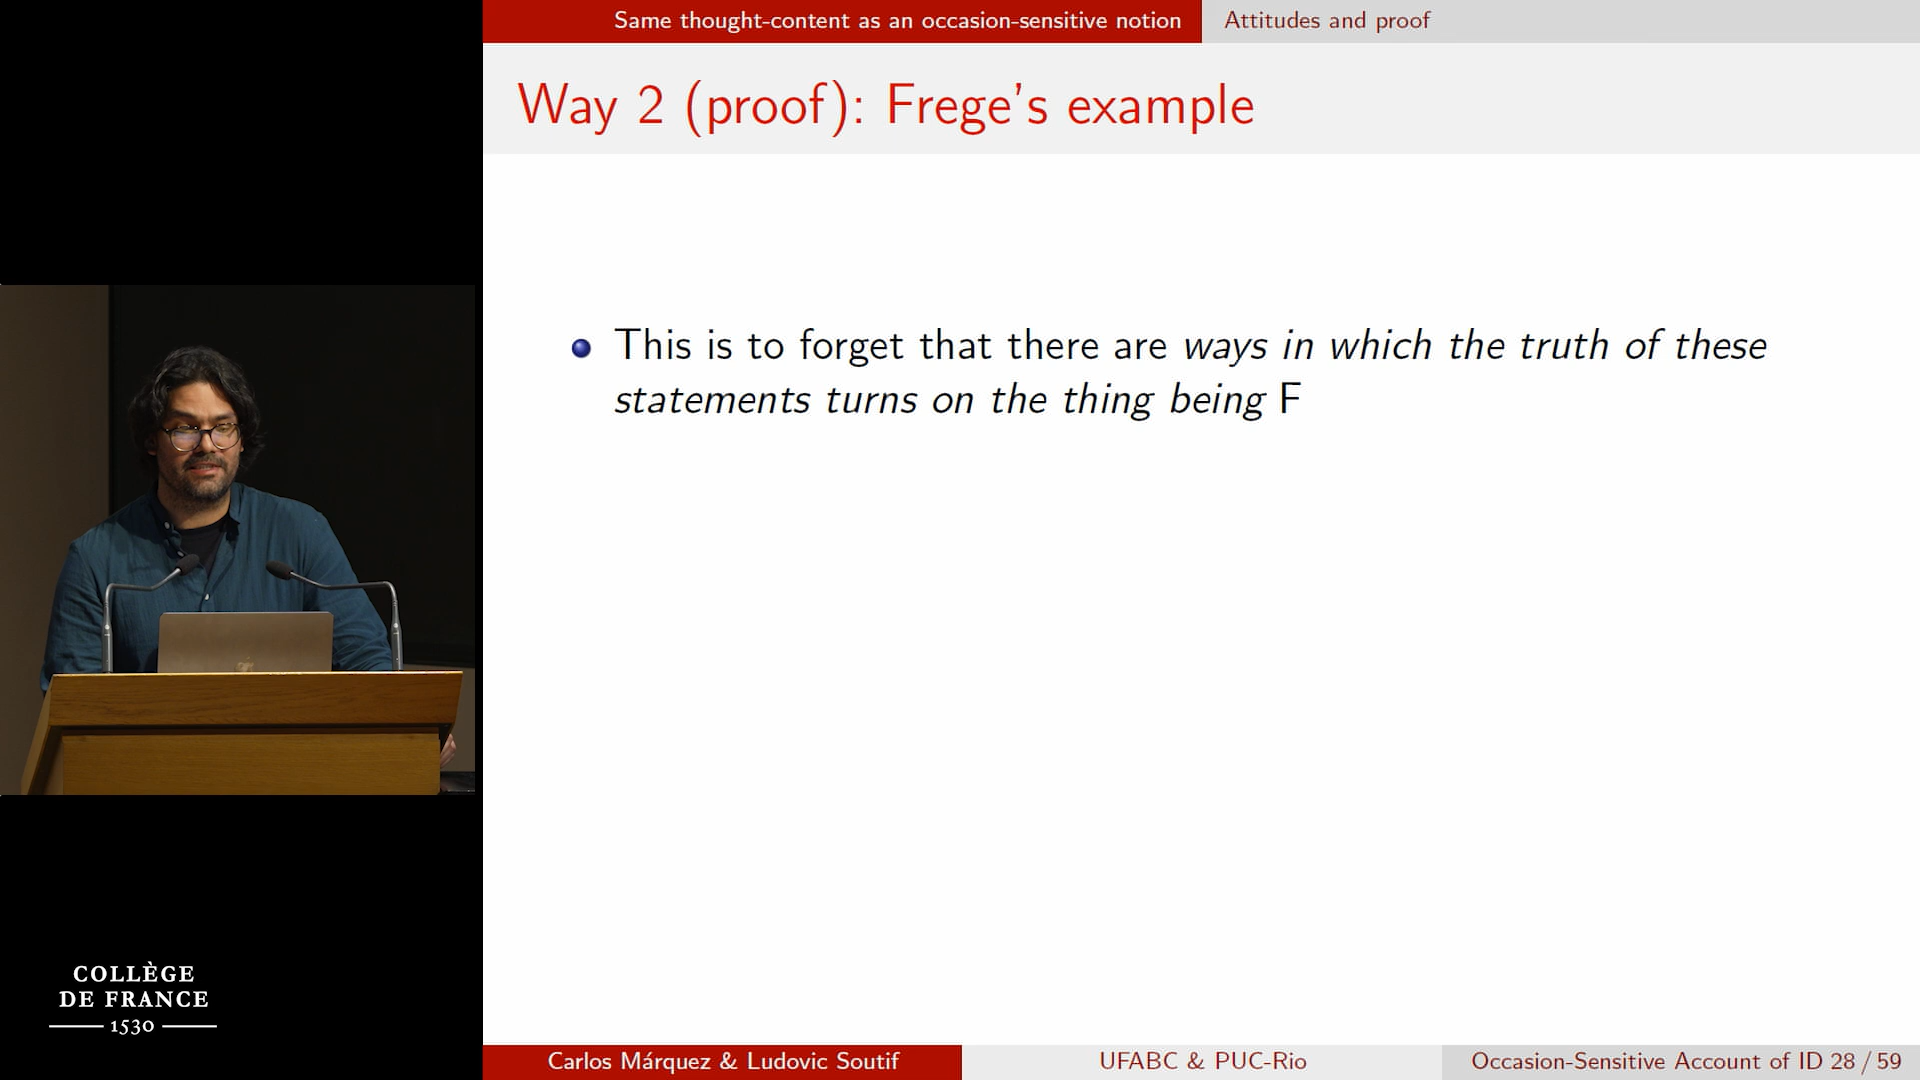 Same thought-content as an occasion-sensitive notion
Attitudes and proof
Way 2 (proof): Frege's example
This is to forget that there are ways in which the truth of these
statements turns on the thing being F
COLLÈGE
DE FRANCE
1530
Carlos Márquez & Ludovic Soutif
UFABC & PUC-Rio
Occasion-Sensitive Account of ID 28 / 59